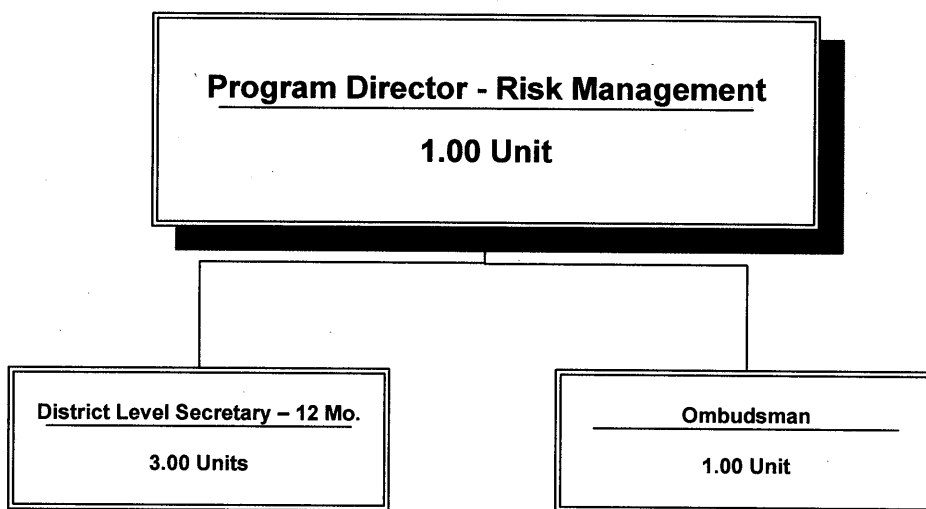 Program Director - Risk Management
1.00 Unit
District Level Secretary – 12 Mo.
3.00 Units
Ombudsman
1.00 Unit